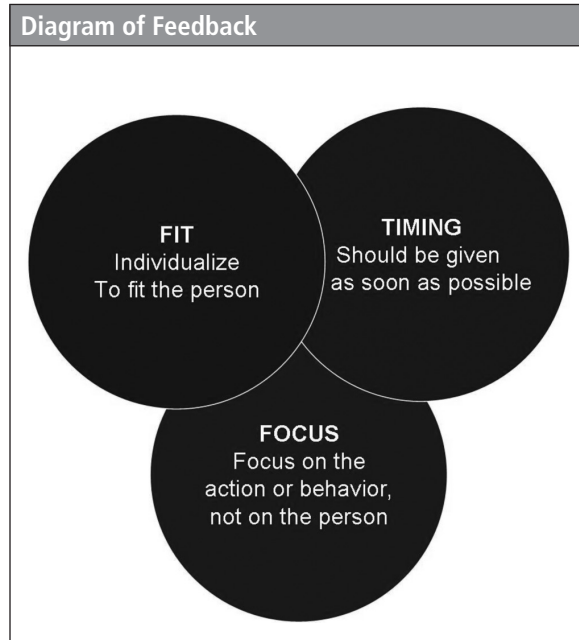 Diagram of Feedback
FIT
Individualize
To fit the person
TIMING
Should be given
as soon as possible
FOCUS
Focus on the
action or behavior,
not on the person